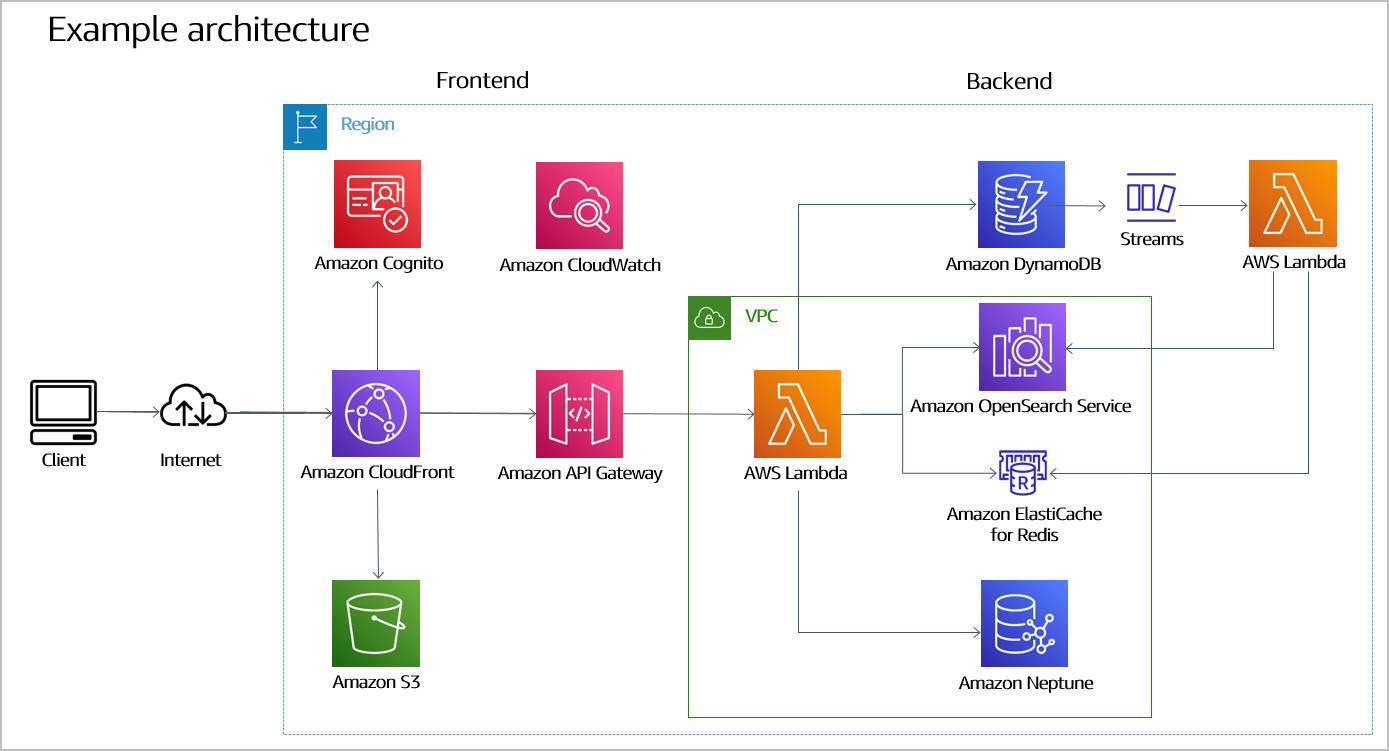 Example architecture
Frontend
Backend
Region
Amazon Cognito
Amazon CloudWatch
Amazon DynamoDB
Streams
AWS Lambda
VPC
Client
Internet
Amazon CloudFront
</>
Amazon API Gateway
AWS Lambda
Amazon OpenSearch Service
R
Amazon ElastiCache
for Redis
Amazon S3
Amazon Neptune